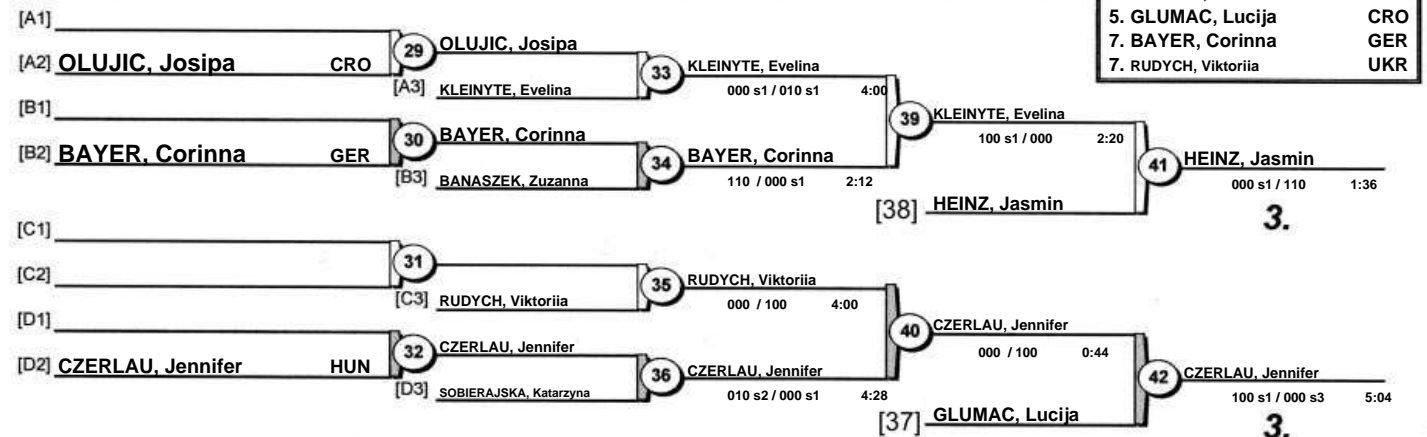 5. GLUMAC, Lucija CRO
7. BAYER, Corinna GER
7. RUDYCH, Viktoriia UKR
[A1]
[A2] OLUJIC, Josipa CRO
29 OLUJIC, Josipa
[A3] KLEINYTE, Evelina
33 KLEINYTE, Evelina
000 s1 / 010 s1 4:00
[B1]
[B2] BAYER, Corinna GER
30 BAYER, Corinna
[B3] BANASZEK, Zuzanna
34 BAYER, Corinna
110 / 000 s1 2:12
39 KLEINYTE, Evelina
100 s1 / 000 2:20
[38] HEINZ, Jasmin
41 HEINZ, Jasmin
000 s1 / 110 1:36
3.
[C1]
[C2]
31
[C3] RUDYCH, Viktoriia
35 RUDYCH, Viktoriia
000 / 100 4:00
[D1]
[D2] CZERLAU, Jennifer HUN
32 CZERLAU, Jennifer
[D3] SOBIERAJSKA, Katarzyna
36 CZERLAU, Jennifer
010 s2 / 000 s1 4:28
40 CZERLAU, Jennifer
000 / 100 0:44
[37] GLUMAC, Lucija
42 CZERLAU, Jennifer
100 s1 / 000 s3 5:04
3.